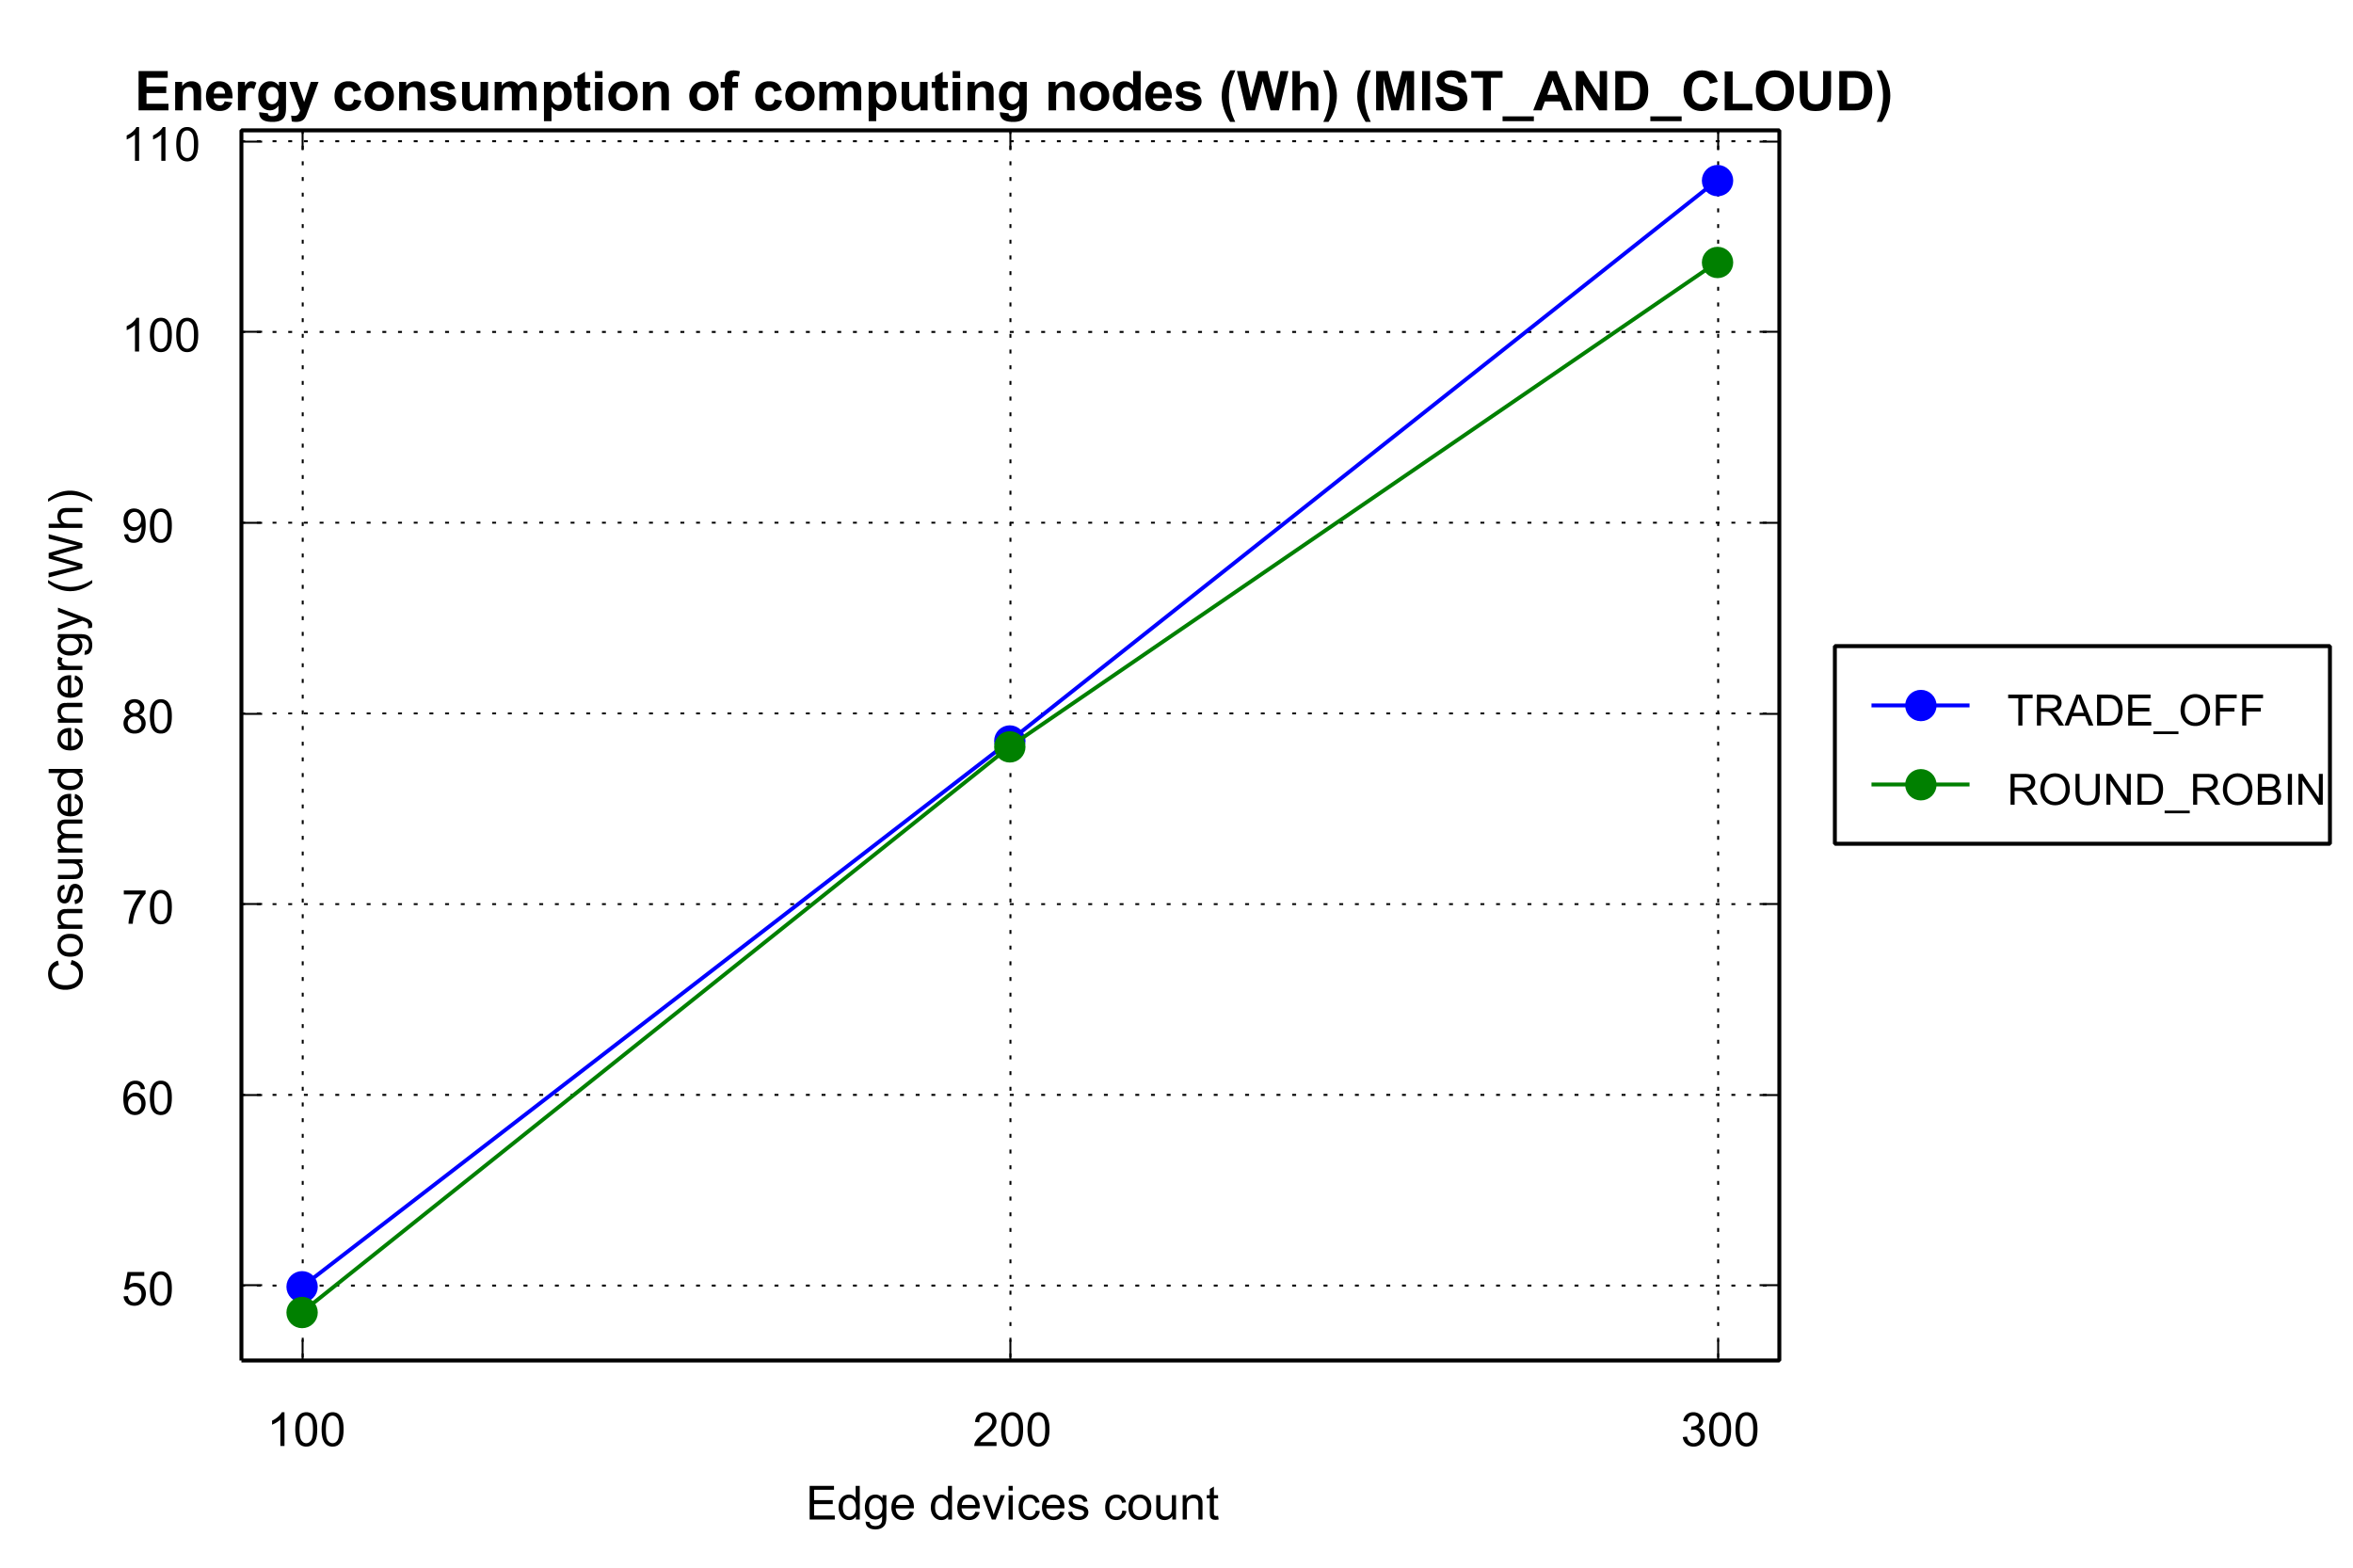 Energy consumption of computing nodes (Wh) (MIST_AND_CLOUD)
110
100
90
80
70
60
50
Consumed energy (Wh)
TRADE_OFF
ROUND_ROBIN
100 200 300
Edge devices count